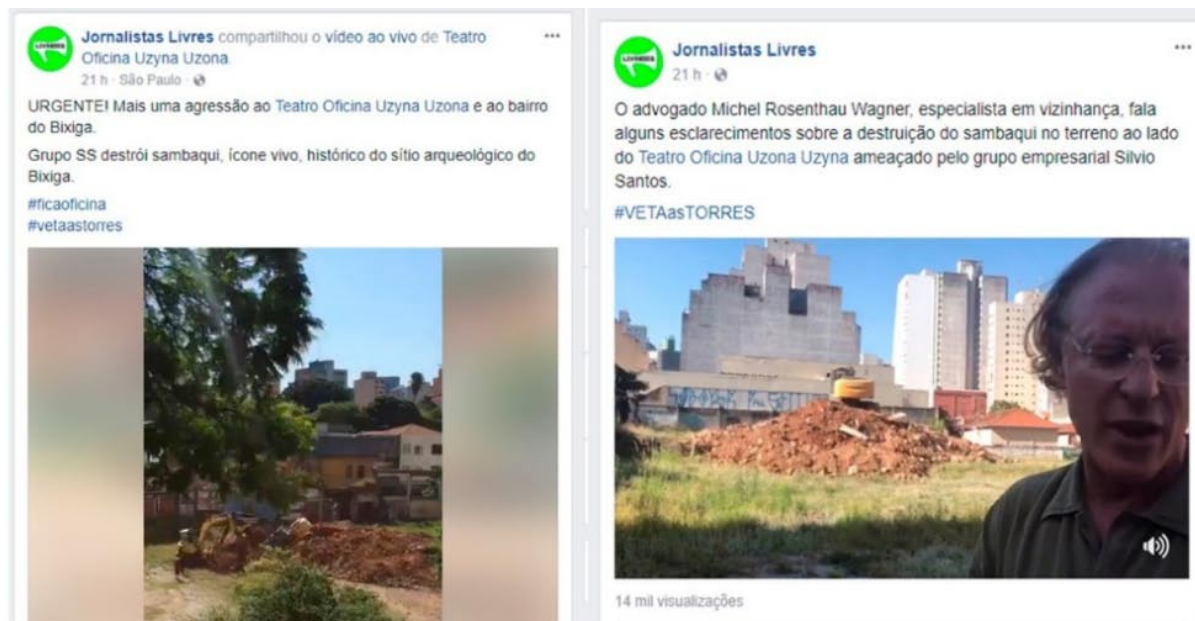 Jornalistas Livres compartilhou o vídeo ao vivo de Teatro
Oficina Uzyna Uzona.
21 h · São Paulo ·
URGENTE! Mais uma agressão ao Teatro Oficina Uzyna Uzona e ao bairro
do Bixiga.
Grupo SS destrói sambaqui, ícone vivo, histórico do sítio arqueológico do
Bixiga.
#ficaoficina
#vetaastorres
Jornalistas Livres
21 h ·
O advogado Michel Rosenthau Wagner, especialista em vizinhança, fala
alguns esclarecimentos sobre a destruição do sambaqui no terreno ao lado
do Teatro Oficina Uzona Uzyna ameaçado pelo grupo empresarial Silvio
Santos.
#VETAasTORRES
14 mil visualizações